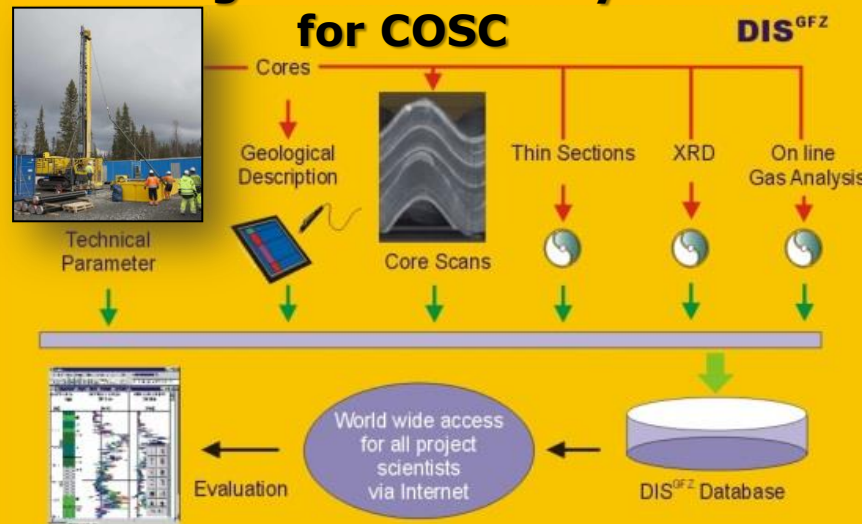 for COSC
DIS GFZ
Cores
Geological
Description
Thin Sections
XRD
On line
Gas Analysis
Technical
Parameter
Core Scans
World wide access
for all project
scientists
via Internet
Evaluation
DIS GFZ Database